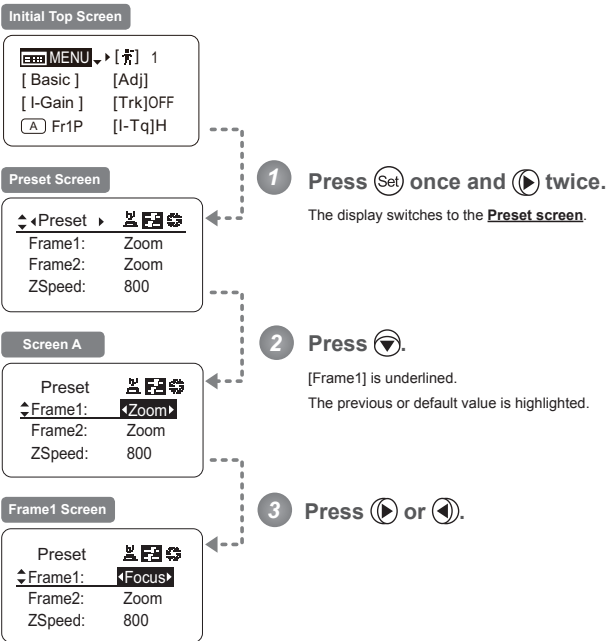 Initial Top Screen
MENU [ ] 1
[ Basic ] [Adj]
[ I-Gain ] [Trk]OFF
A Fr1P [I-Tq]H
1 Press Set once and twice.
The display switches to the Preset screen.
Preset Screen
Preset
Frame1: Zoom
Frame2: Zoom
ZSpeed: 800
2 Press .
[Frame1] is underlined.
The previous or default value is highlighted.
Screen A
Preset
Frame1: Zoom
Frame2: Zoom
ZSpeed: 800
3 Press or .
Frame1 Screen
Preset
Frame1: Focus
Frame2: Zoom
ZSpeed: 800